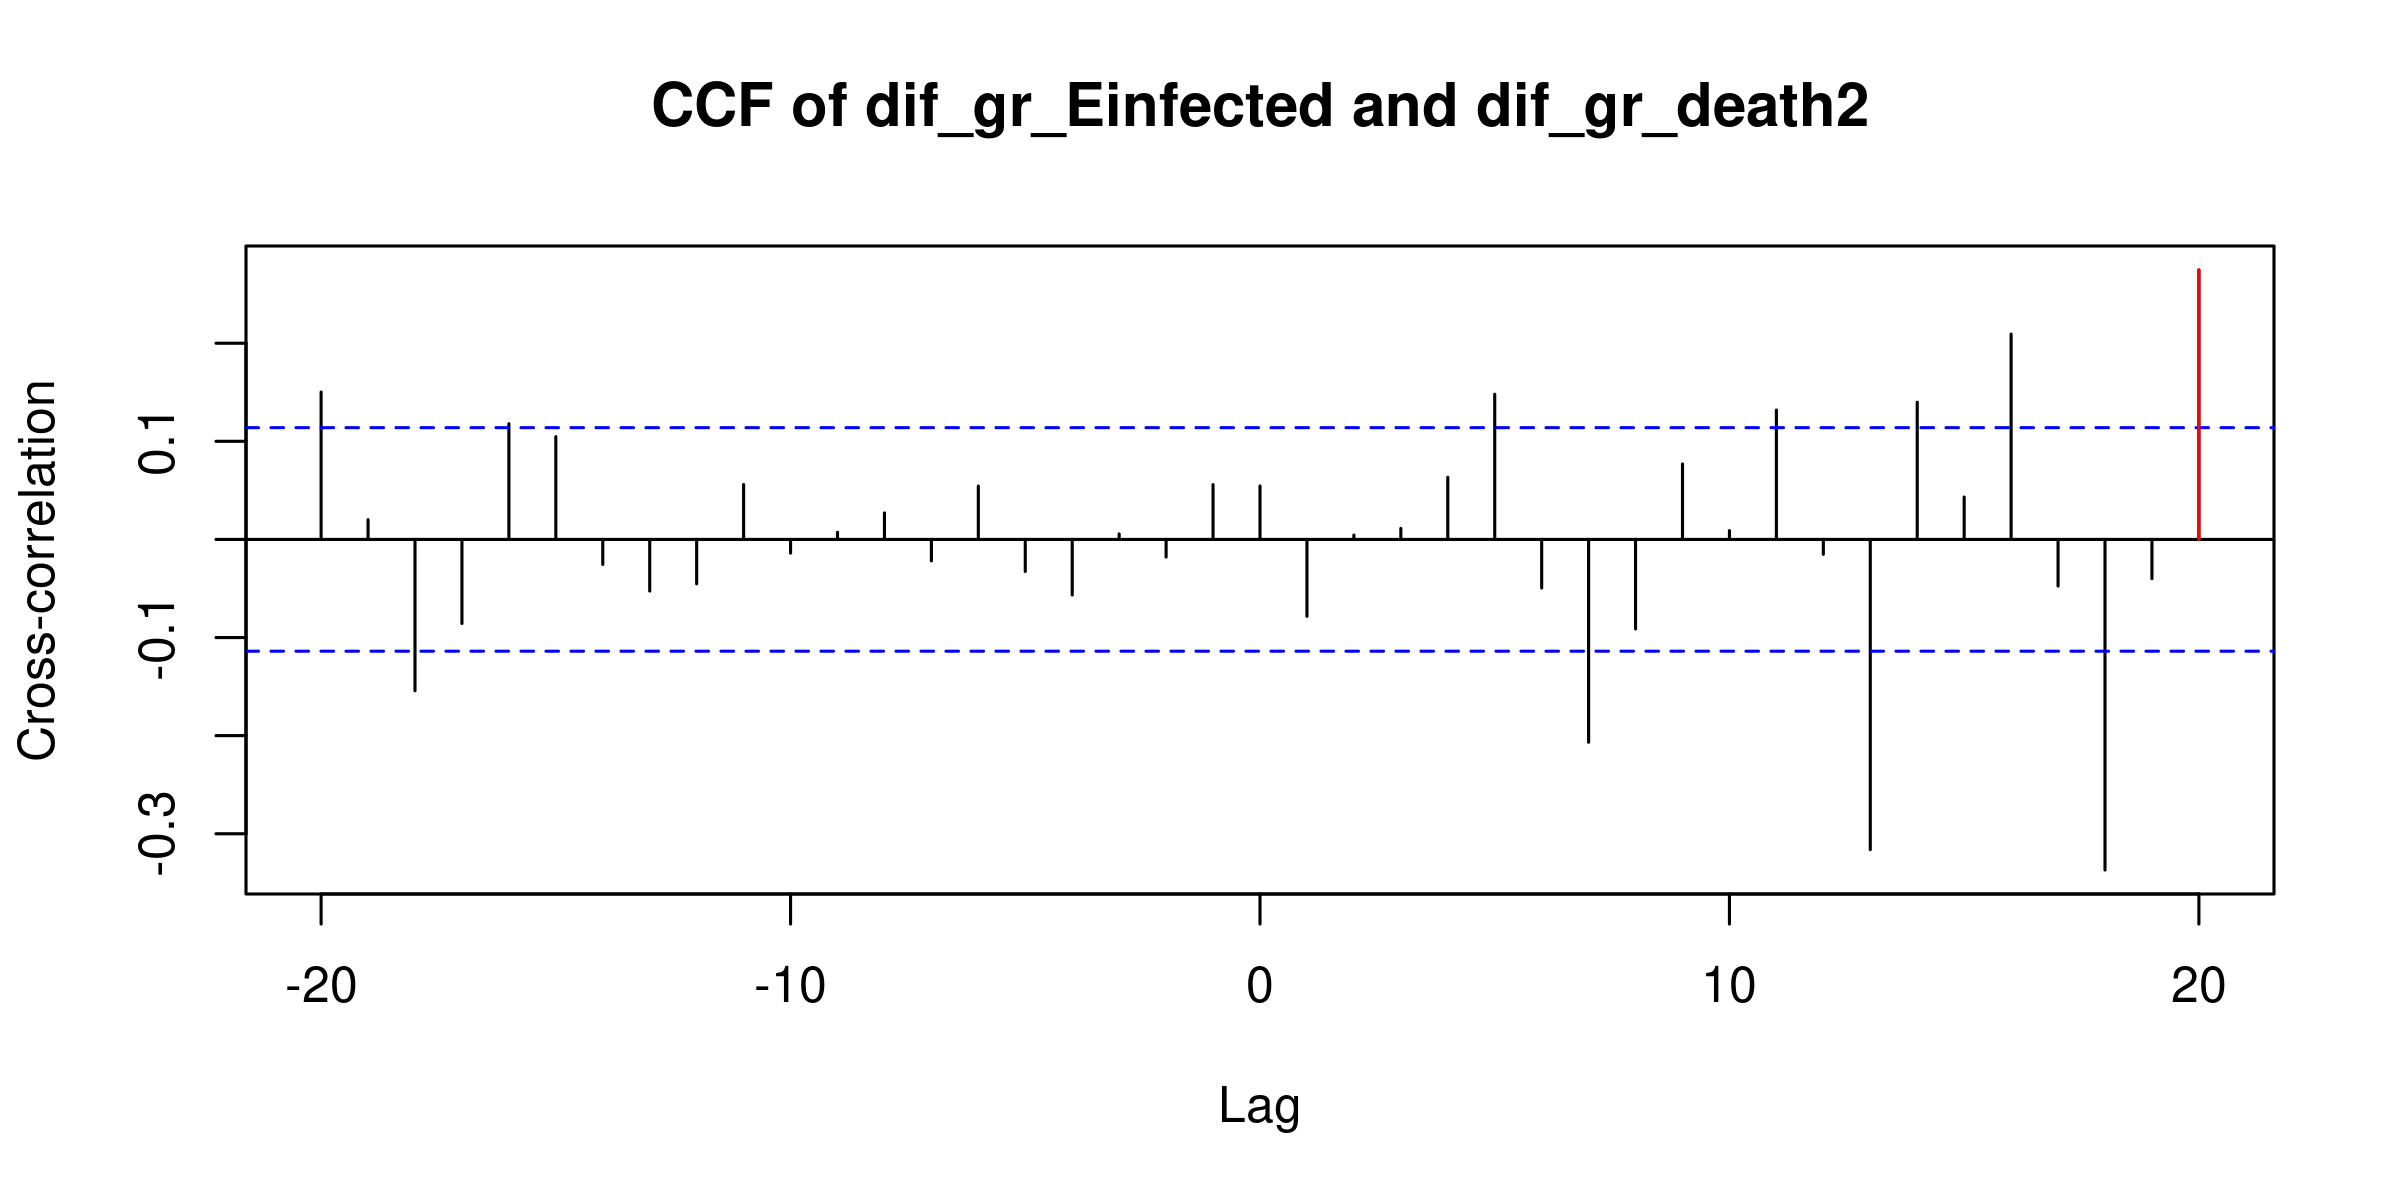 CCF of dif_gr_Einfected and dif_gr_death2
Cross-correlation
0.1
-0.1
-0.3
-20 -10 0 10 20
Lag